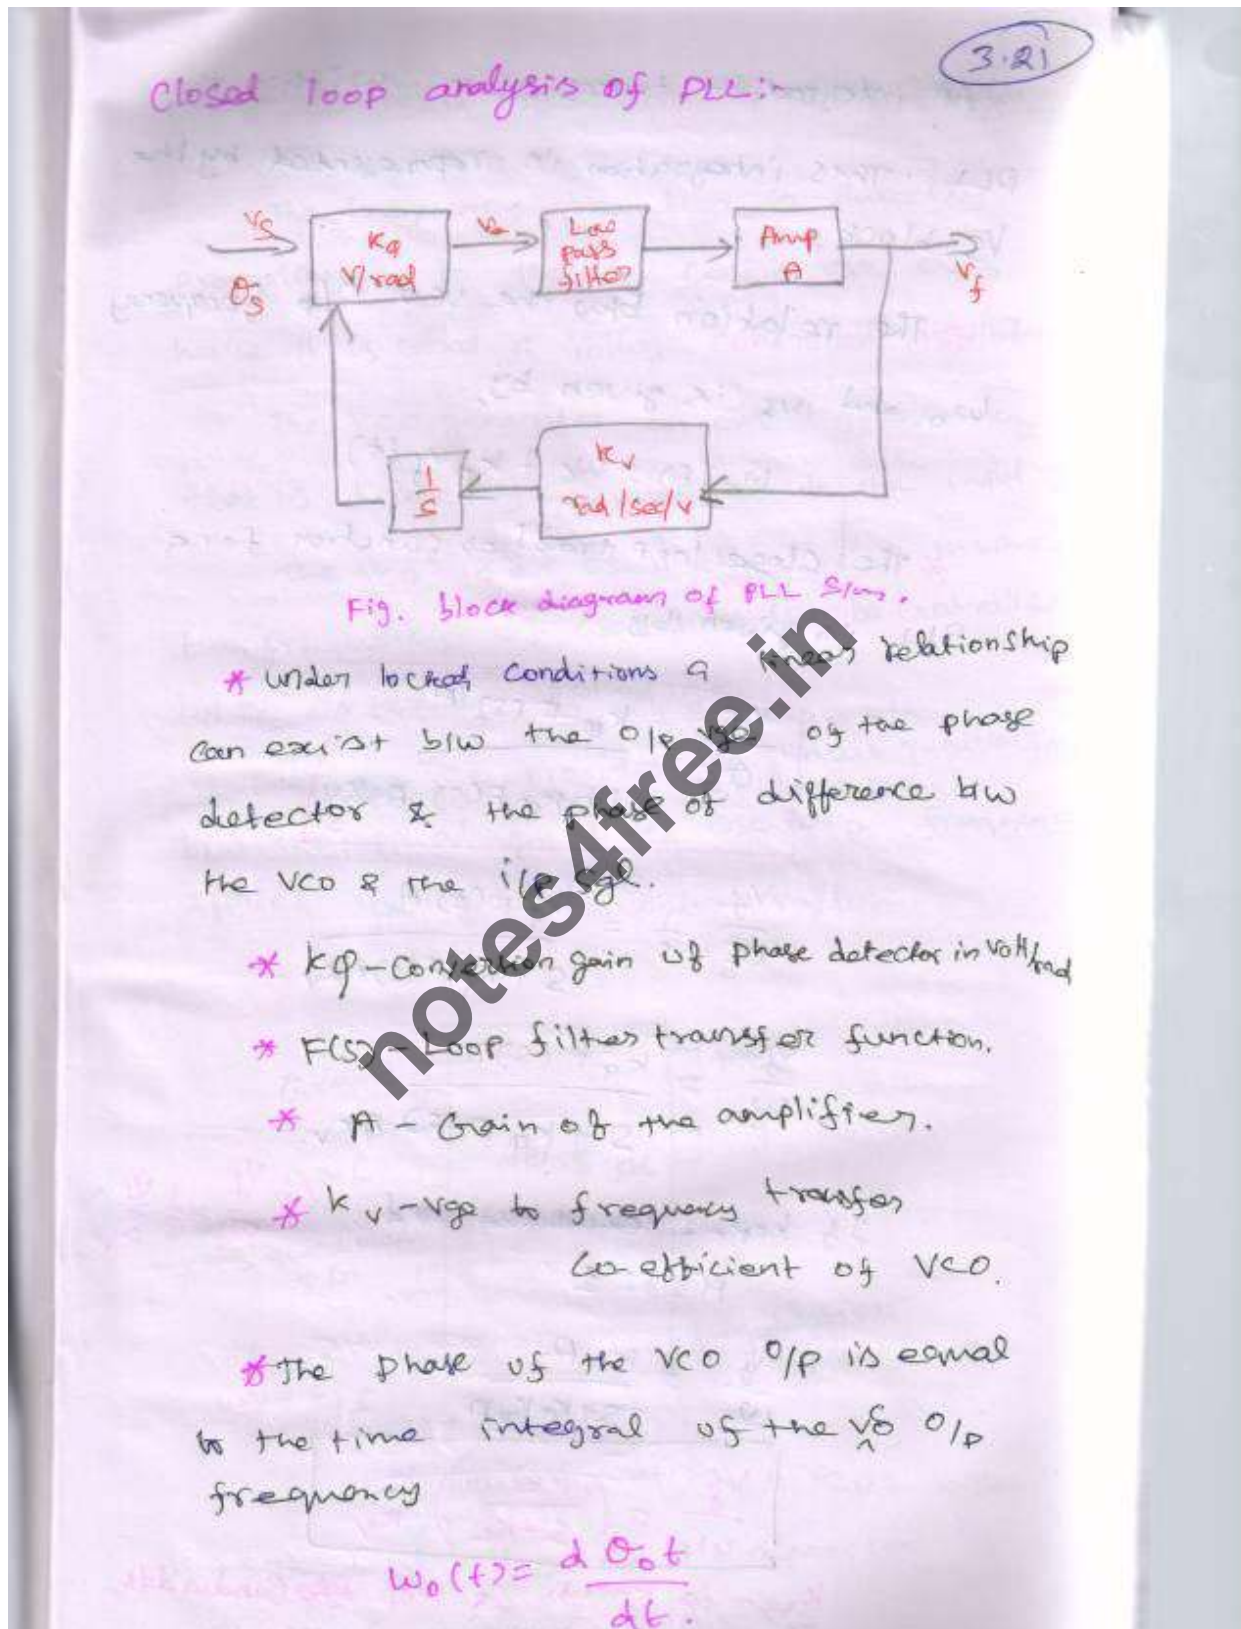 3.21
Closed loop analysis of PLL:-
Vs
θs
Kφ
V/rad
Low
pass
filter
Amp
A
Vf
1/S
Kv
rad/sec/v
Fig. block diagram of PLL S/m.
* under locked conditions a linear relationship
can exist b/w the o/p vge of the phase
detector & the phase of difference b/w
the VCO & the i/p sgl.
* Kφ - Conversion gain of phase detector in volt/rad
* F(S) - Loop filter transfer function.
* A - Gain of the amplifier.
* Kv - vge to frequency transfer
Co-efficient of VCO.
* The phase of the VCO o/p is equal
to the time integral of the o/p
frequency
ω₀(t) = d θ₀t / dt.
notes4free.in